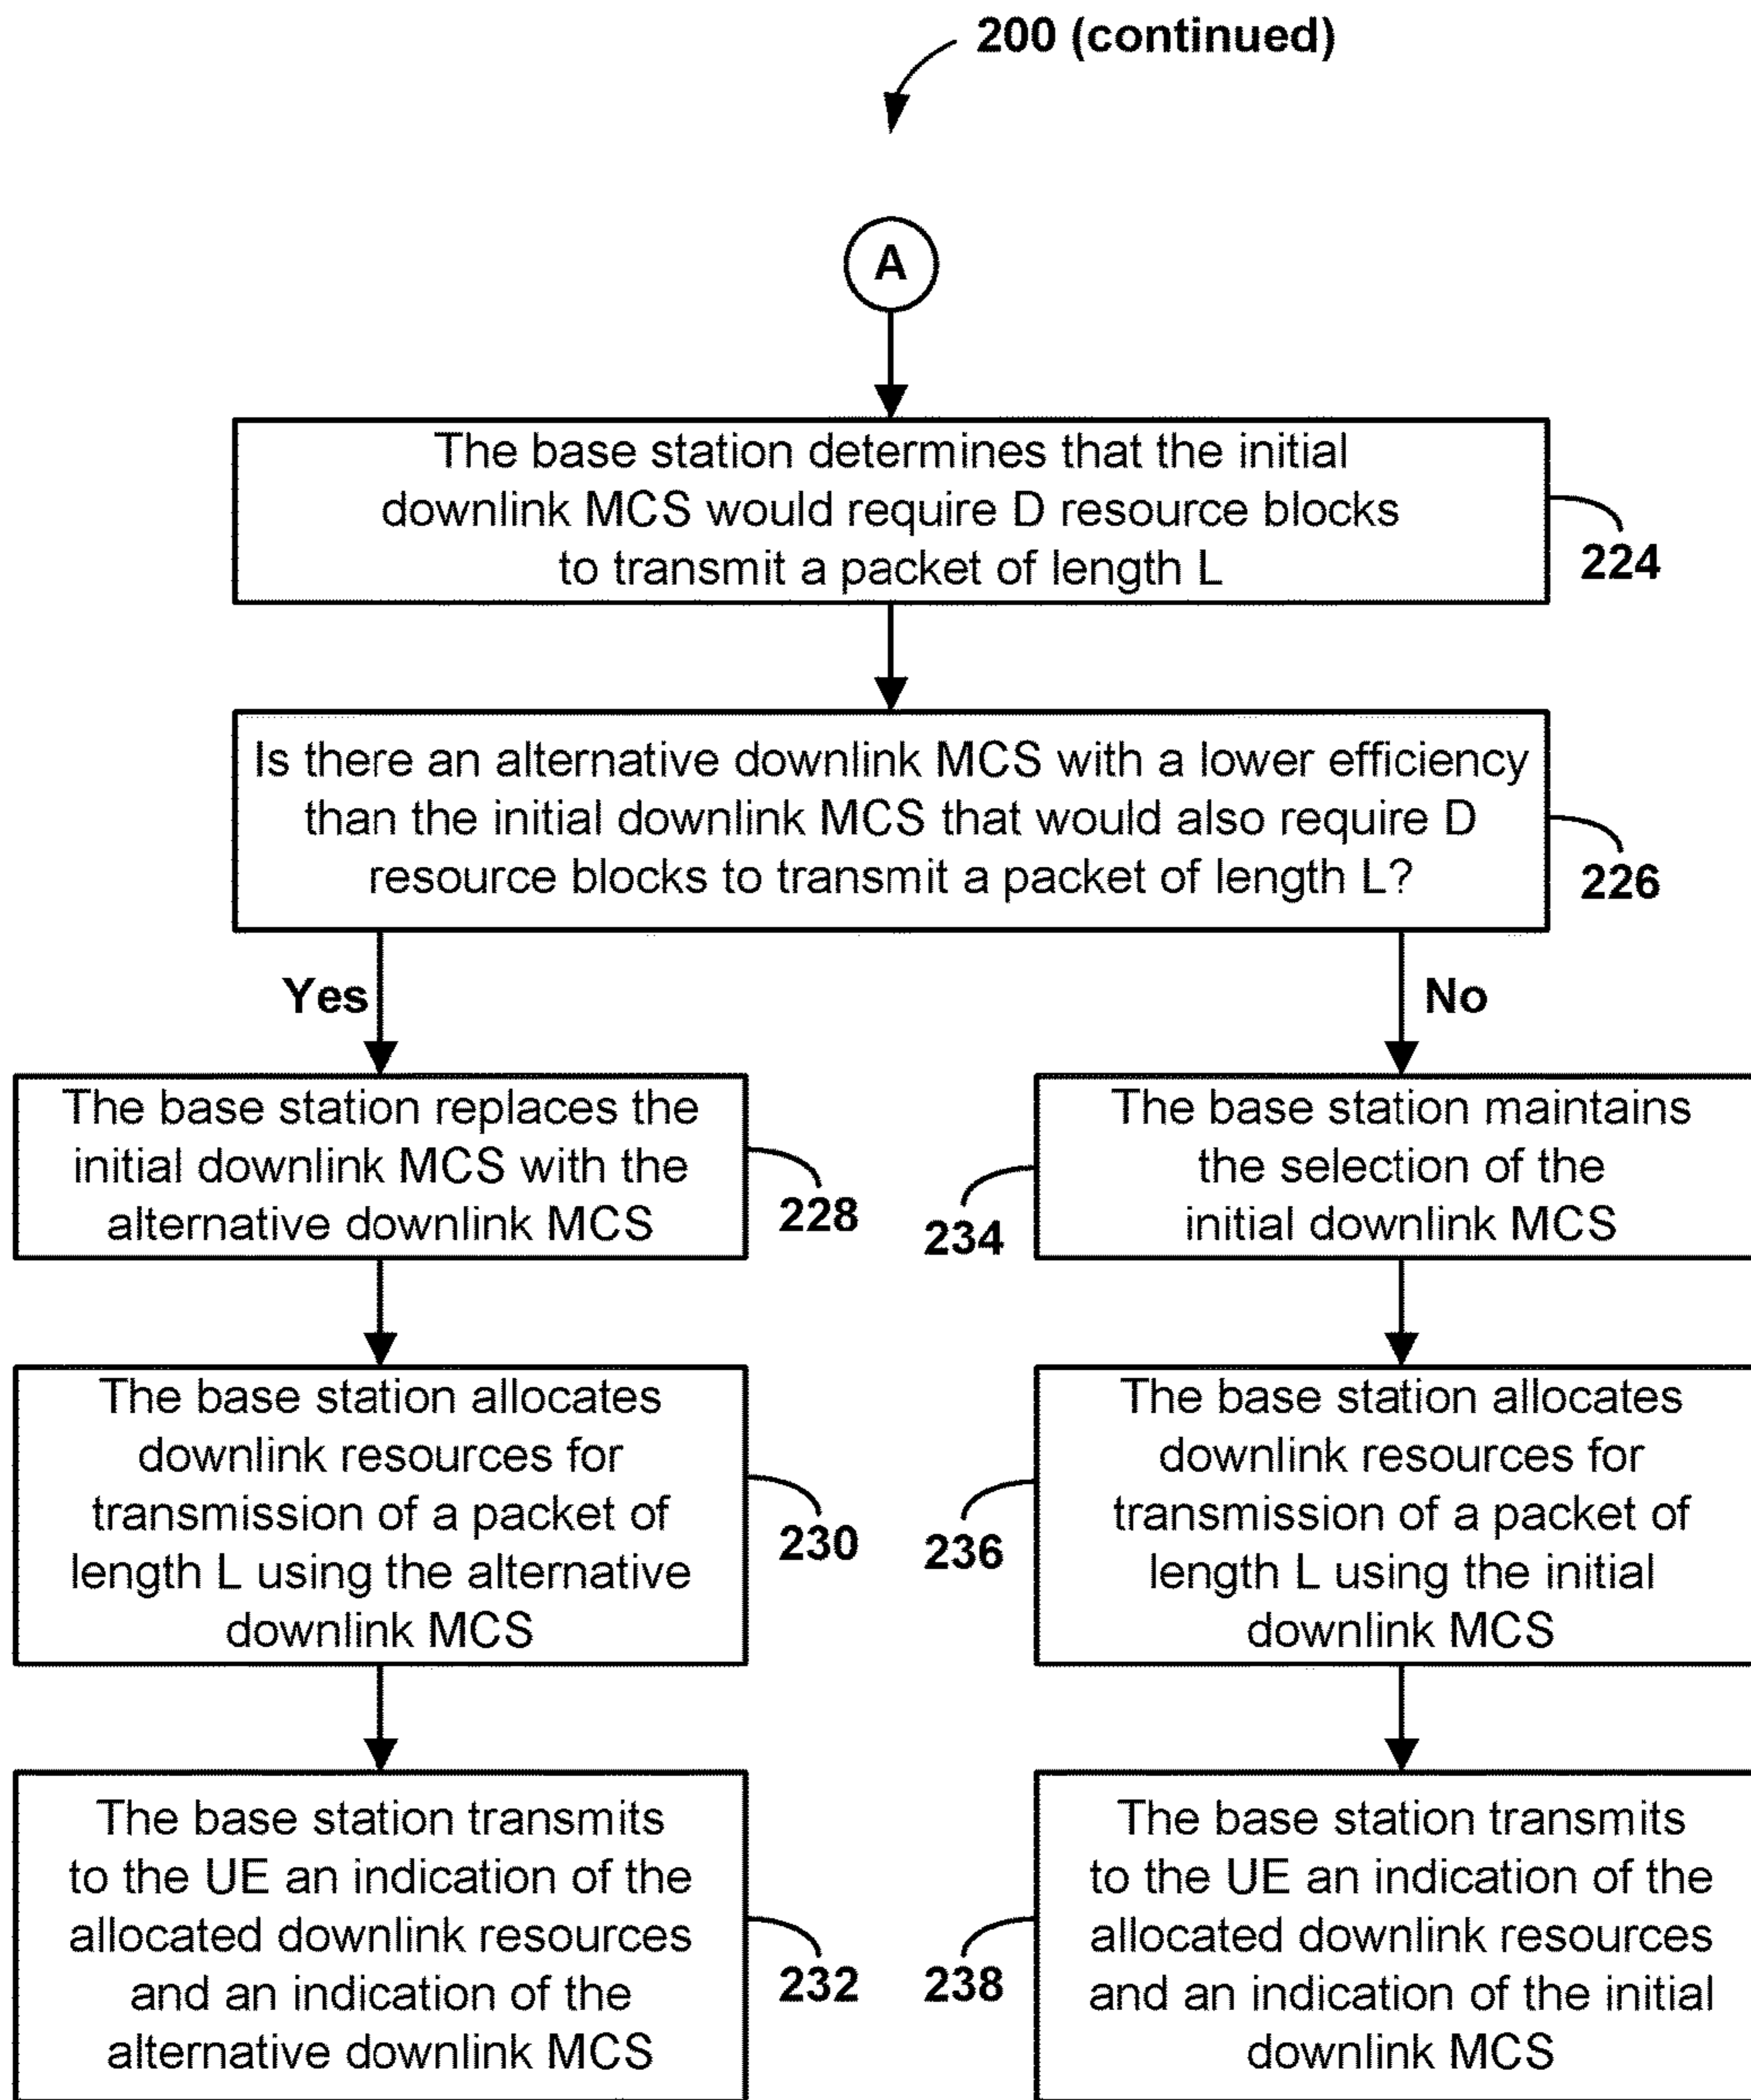 200 (continued)
A
The base station determines that the initial
downlink MCS would require D resource blocks
to transmit a packet of length L
224
Is there an alternative downlink MCS with a lower efficiency
than the initial downlink MCS that would also require D
resource blocks to transmit a packet of length L?
226
Yes
No
The base station replaces the
initial downlink MCS with the
alternative downlink MCS
228
The base station maintains
the selection of the
initial downlink MCS
234
The base station allocates
downlink resources for
transmission of a packet of
length L using the alternative
downlink MCS
230
The base station allocates
downlink resources for
transmission of a packet of
length L using the initial
downlink MCS
236
The base station transmits
to the UE an indication of the
allocated downlink resources
and an indication of the
alternative downlink MCS
232
The base station transmits
to the UE an indication of the
allocated downlink resources
and an indication of the initial
downlink MCS
238